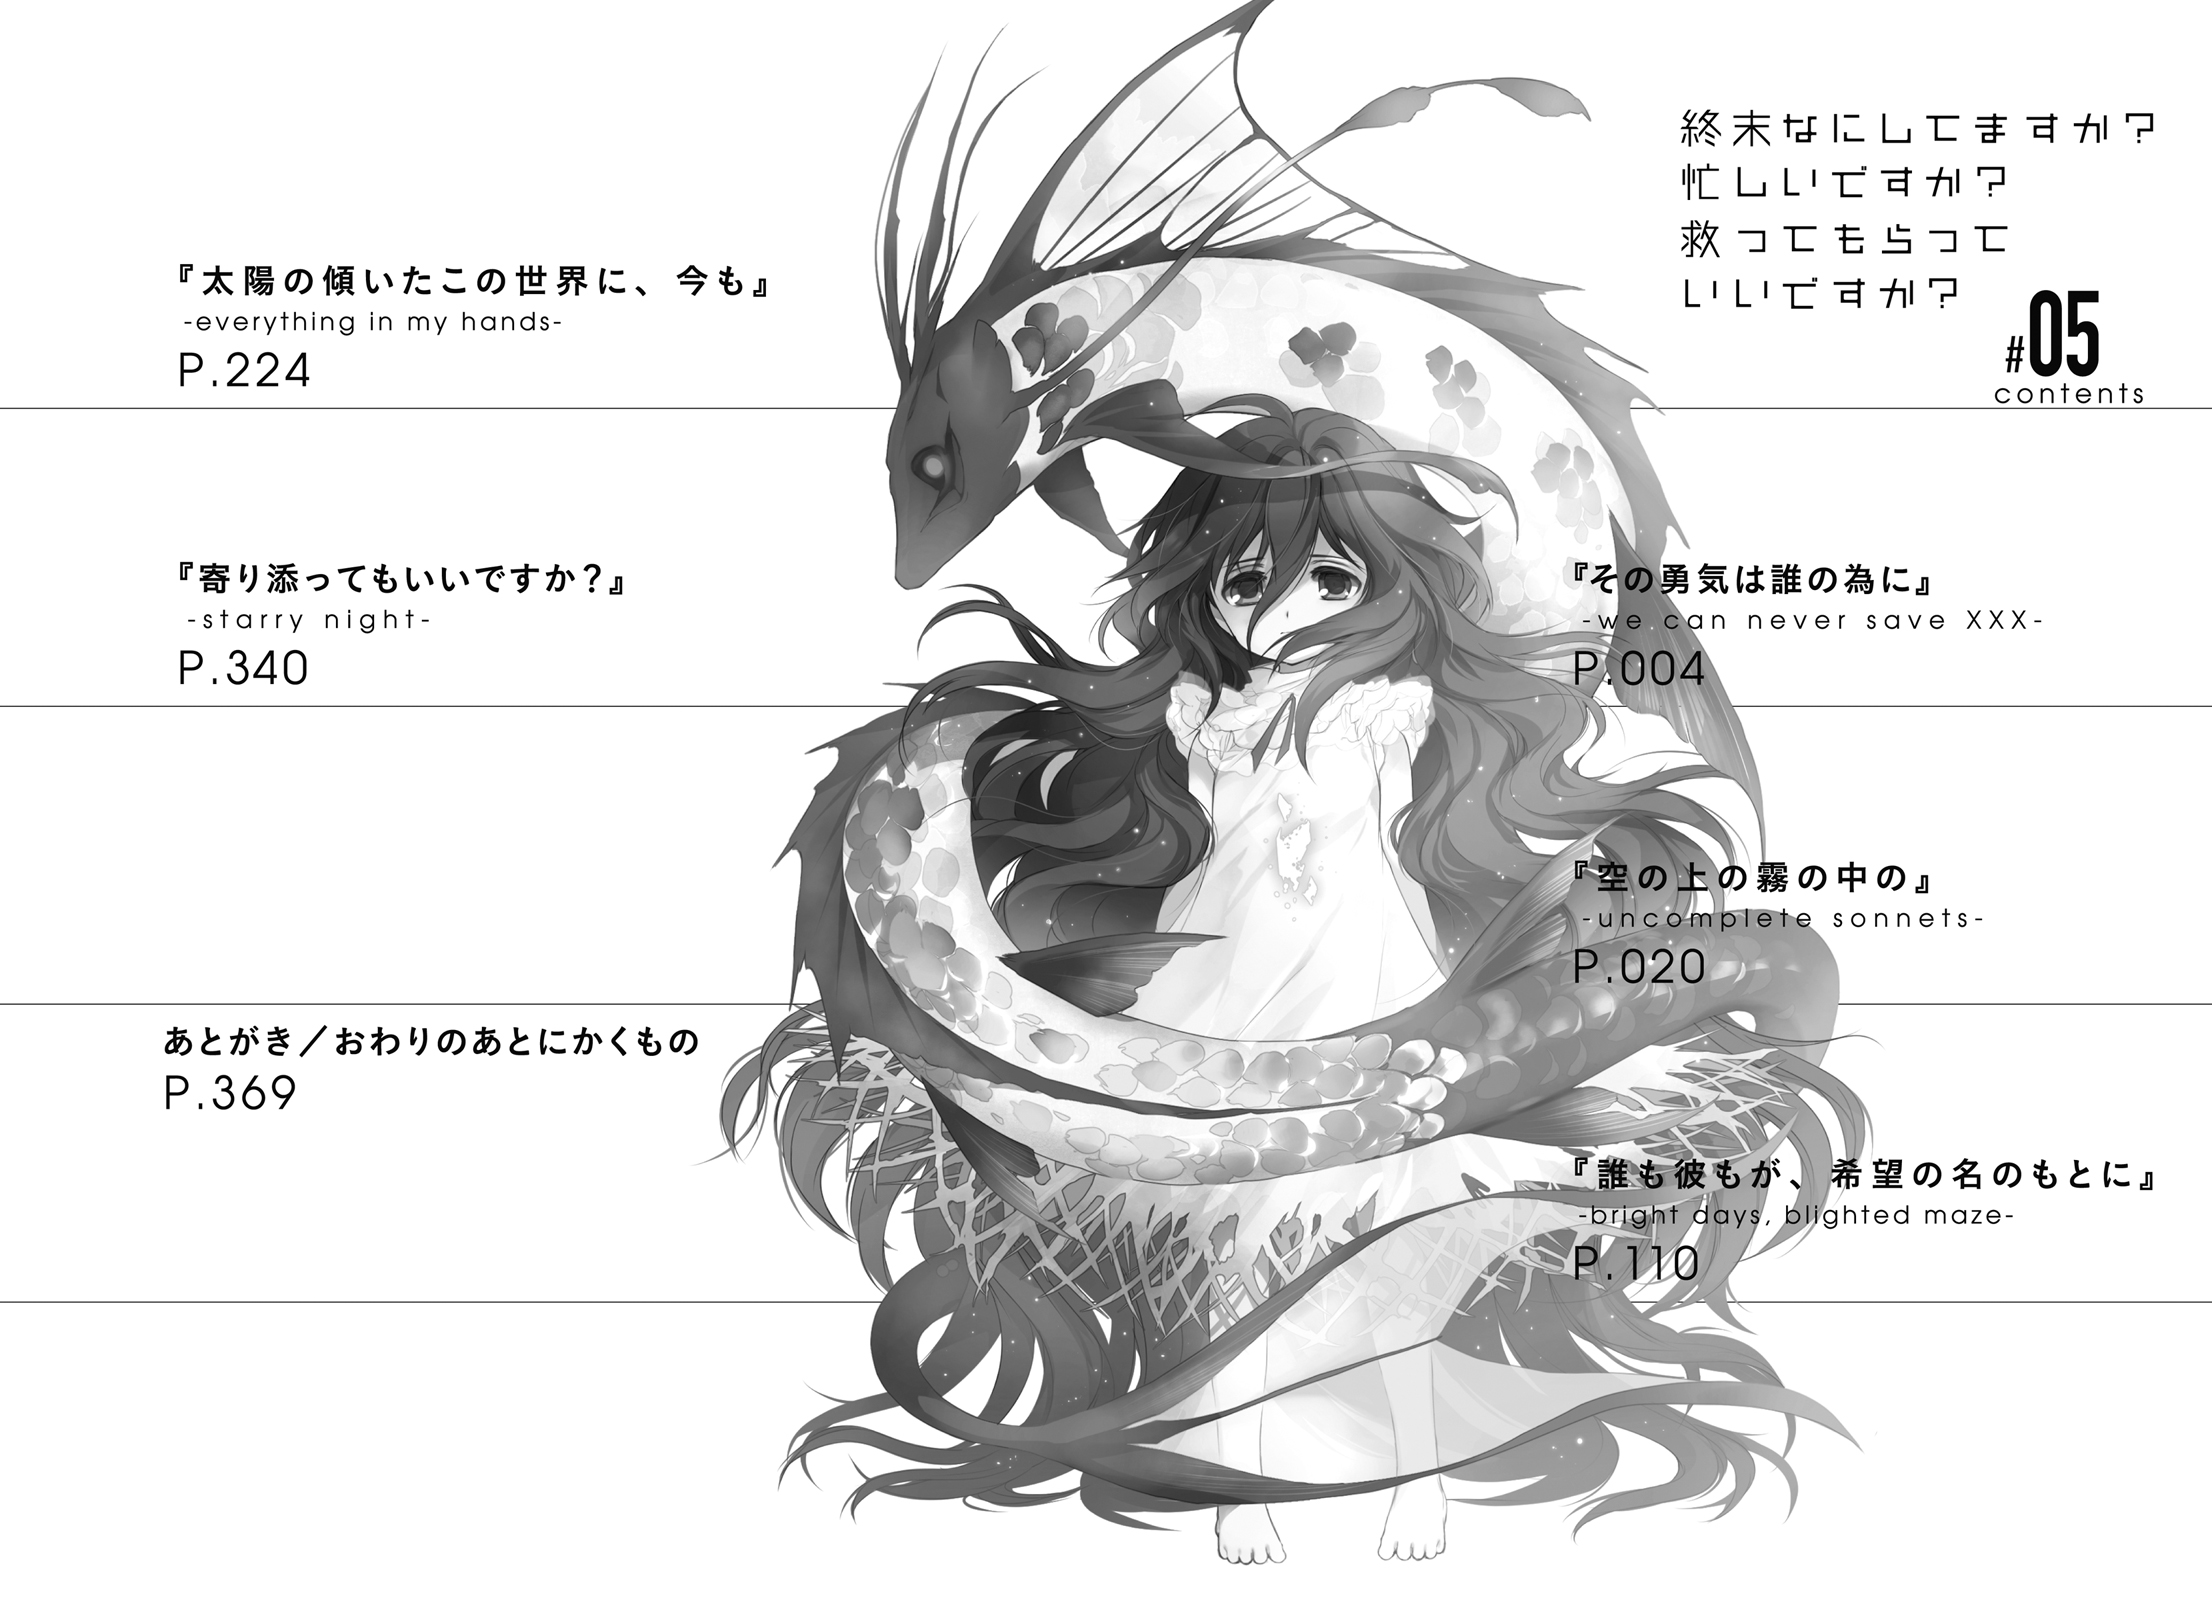 終末なにしてますか？
忙しいですか？
救ってもらって
いいですか？
#05
contents
『その勇気は誰の為に』
-we can never save XXX-
P.004
『空の上の霧の中の』
-uncomplete sonnets-
P.020
『誰も彼もが、希望の名のもとに』
-bright days, blighted maze-
P.110
『太陽の傾いたこの世界に、今も』
-everything in my hands-
P.224
『寄り添ってもいいですか？』
-starry night-
P.340
あとがき／おわりのあとにかくもの
P.369